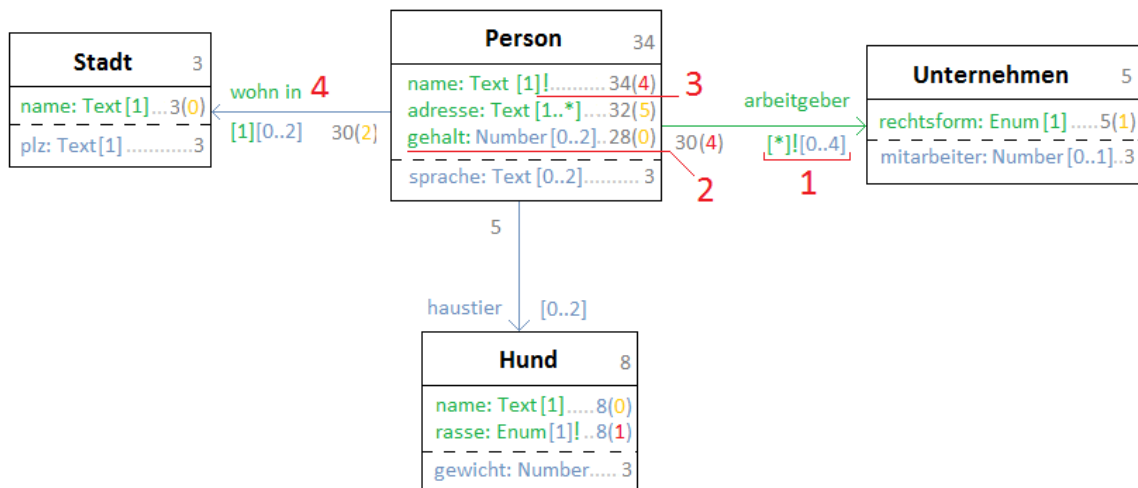 Stadt 3
name: Text [1] ... 3(0)
plz: Text [1] ............ 3
wohn in 4
[1][0..2]
30(2)
Person 34
name: Text [1]! ......... 34(4)
adresse: Text [1..*] .... 32(5)
gehalt: Number [0..2] .. 28(0)
sprache: Text [0..2] .......... 3
3
2
arbeitgeber
30(4)
[*]![0..4]
1
Unternehmen 5
rechtsform: Enum [1] ..... 5(1)
mitarbeiter: Number [0..1] .. 3
5
haustier [0..2]
Hund 8
name: Text [1] ..... 8(0)
rasse: Enum [1]! .. 8(1)
gewicht: Number ..... 3